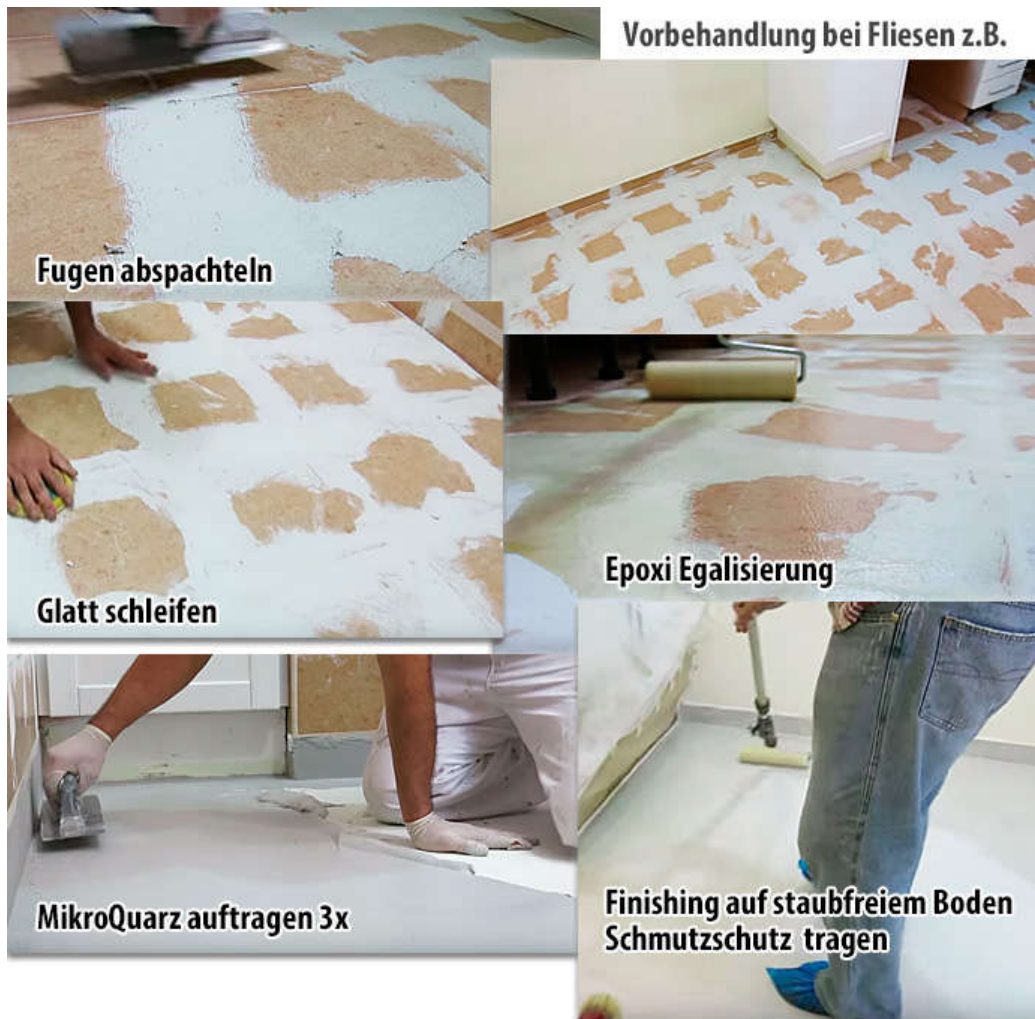 Vorbehandlung bei Fliesen z.B.
Fugen abspachteln
Glatt schleifen
Epoxi Egalisierung
MikroQuarz auftragen 3x
Finishing auf staubfreiem Boden
Schmutzschutz tragen